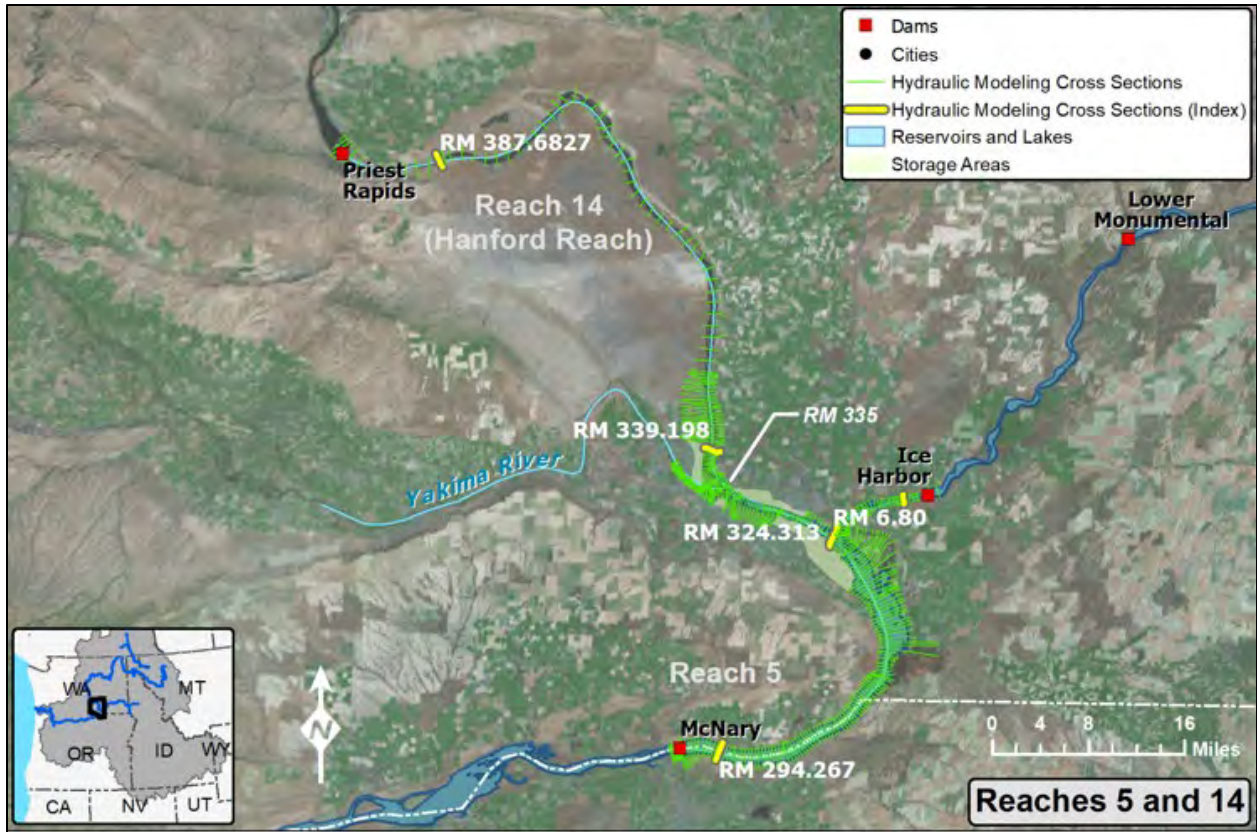 Dams
Cities
Hydraulic Modeling Cross Sections
Hydraulic Modeling Cross Sections (Index)
Reservoirs and Lakes
Storage Areas
RM 387.6827
Priest
Rapids
Reach 14
(Hanford Reach)
Lower
Monumental
RM 339.198
RM 335
Yakima River
Ice
Harbor
RM 6.80
RM 324.313
Reach 5
McNary
RM 294.267
WA
MT
OR
ID
WY
CA
NV
UT
N
0 4 8 16
Miles
Reaches 5 and 14